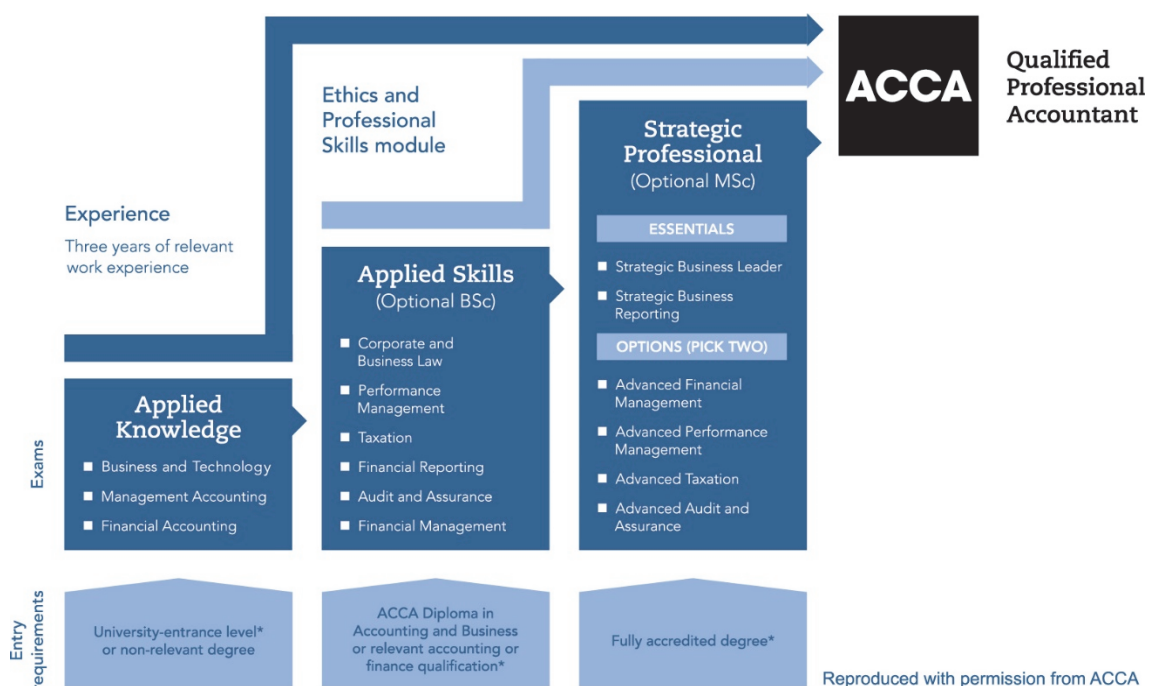 ACCA
Qualified
Professional
Accountant
Ethics and
Professional
Skills module
Experience
Three years of relevant
work experience
Exams
Applied
Knowledge
Business and Technology
Management Accounting
Financial Accounting
Applied Skills
(Optional BSc)
Corporate and
Business Law
Performance
Management
Taxation
Financial Reporting
Audit and Assurance
Financial Management
Strategic
Professional
(Optional MSc)
ESSENTIALS
Strategic Business Leader
Strategic Business
Reporting
OPTIONS (PICK TWO)
Advanced Financial
Management
Advanced Performance
Management
Advanced Taxation
Advanced Audit and
Assurance
Entry
requirements
University-entrance level*
or non-relevant degree
ACCA Diploma in
Accounting and Business
or relevant accounting or
finance qualification*
Fully accredited degree*
Reproduced with permission from ACCA